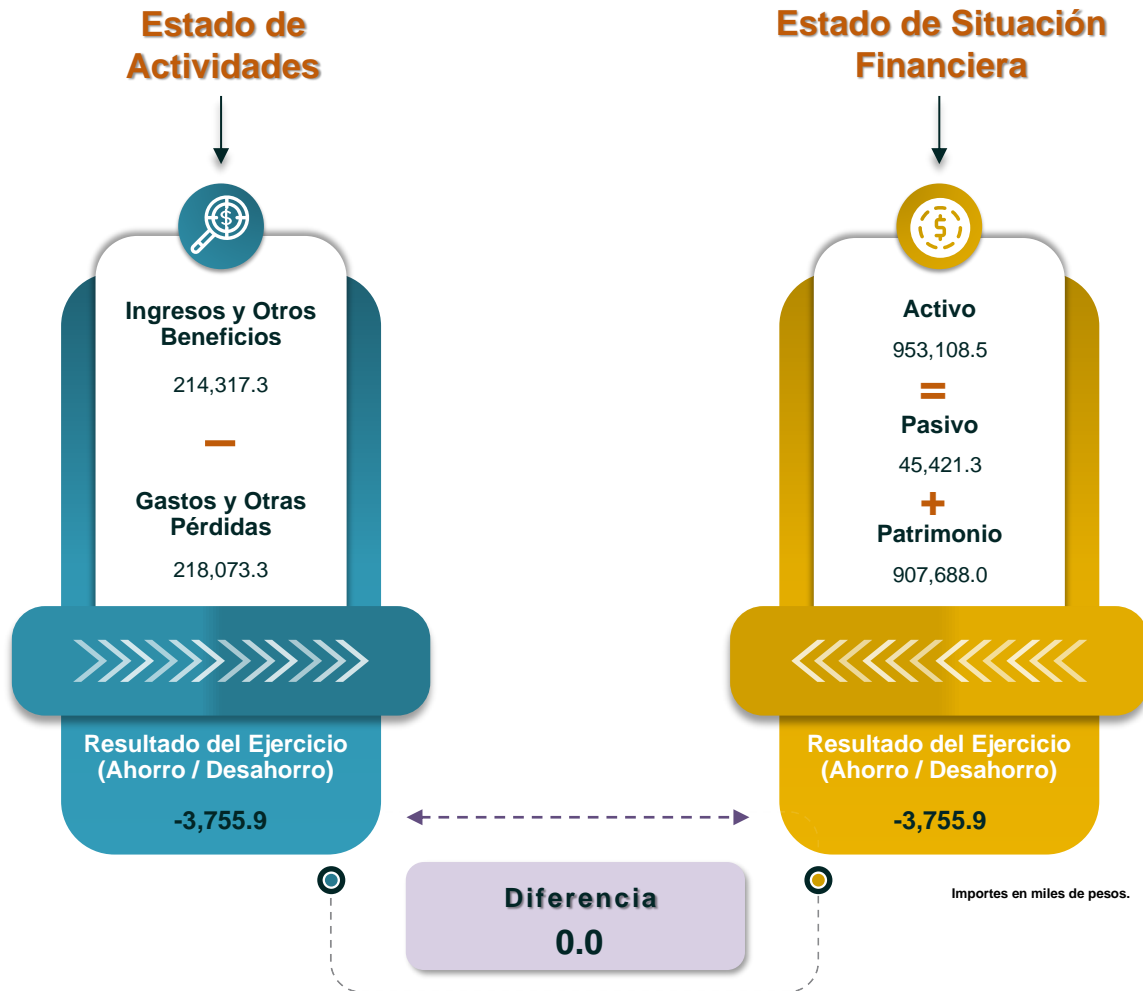 Estado de
Actividades
Ingresos y Otros
Beneficios
214,317.3
–
Gastos y Otras
Pérdidas
218,073.3
Resultado del Ejercicio
(Ahorro / Desahorro)
-3,755.9
Estado de Situación
Financiera
$
Activo
953,108.5
=
Pasivo
45,421.3
+
Patrimonio
907,688.0
Resultado del Ejercicio
(Ahorro / Desahorro)
-3,755.9
Diferencia
0.0
Importes en miles de pesos.